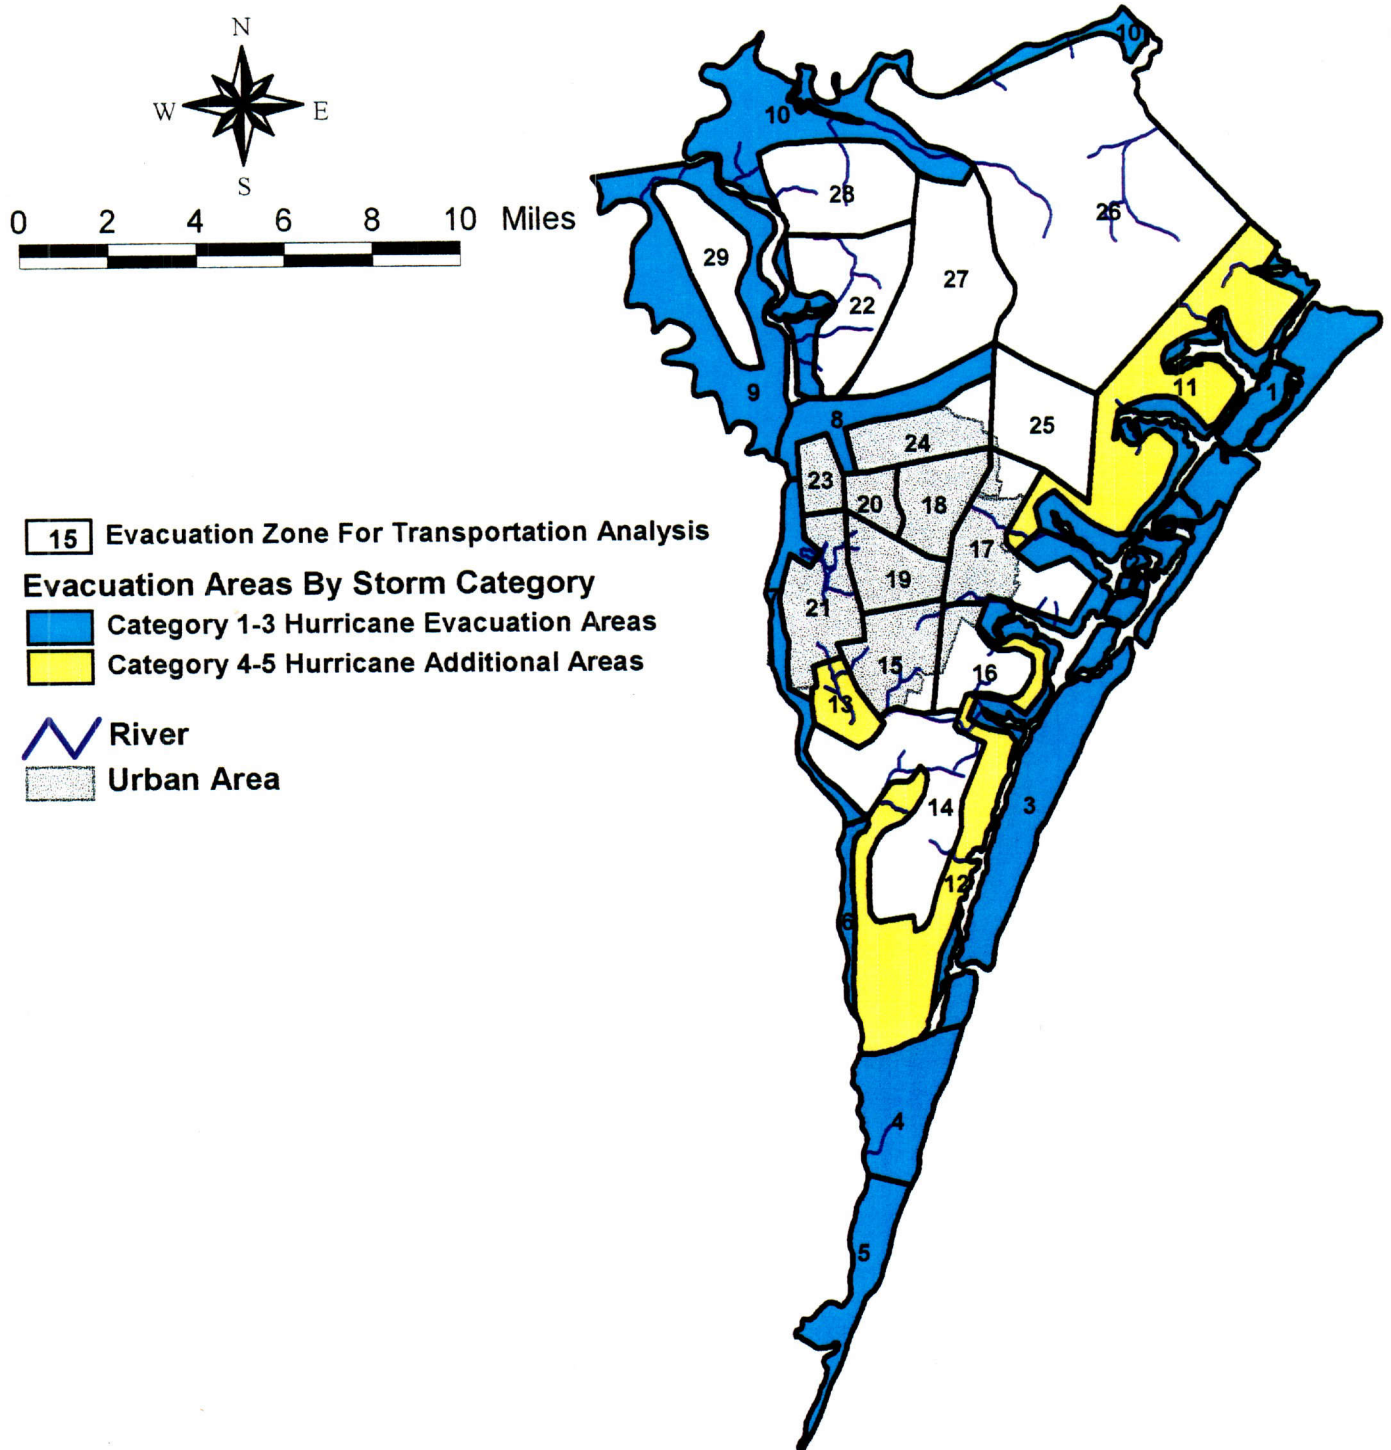 N
W E
S
0 2 4 6 8 10 Miles
15 Evacuation Zone For Transportation Analysis
Evacuation Areas By Storm Category
Category 1-3 Hurricane Evacuation Areas
Category 4-5 Hurricane Additional Areas
River
Urban Area
10
10
28
26
29
27
22
11
1
9
8
25
24
23
20
18
17
19
7
21
15
16
13
14
3
12
6
4
5